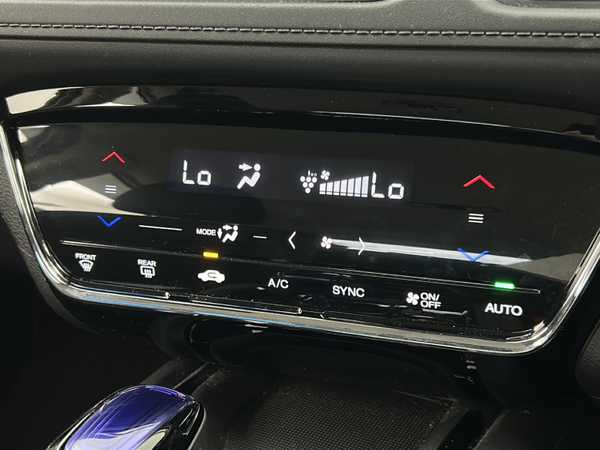 Lo Lo
MODE
FRONT REAR A/C SYNC ON/OFF AUTO